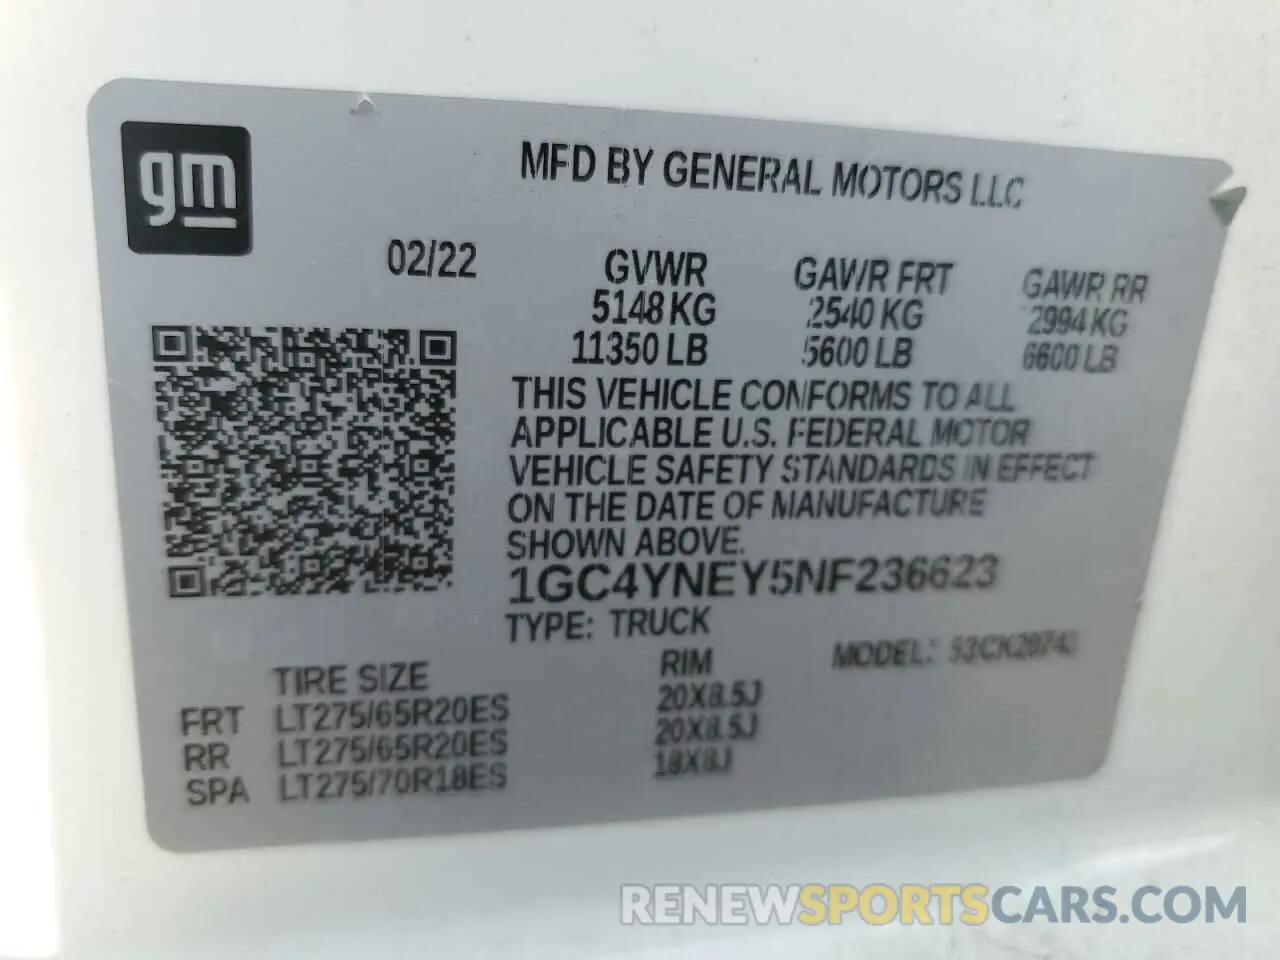 gm
MFD BY GENERAL MOTORS LLC
02/22
GVWR GAWR FRT GAWR RR
5148 KG 2540 KG 2994 KG
11350 LB 5600 LB 6600 LB
THIS VEHICLE CONFORMS TO ALL
APPLICABLE U.S. FEDERAL MOTOR
VEHICLE SAFETY STANDARDS IN EFFECT
ON THE DATE OF MANUFACTURE
SHOWN ABOVE.
1GC4YNEY5NF236623
TYPE: TRUCK
MODEL:
TIRE SIZE RIM
FRT LT275/65R20ES 20X8.5J
RR LT275/65R20ES 20X8.5J
SPA LT275/70R18ES 18X8J
RENEWSPORTSCARS.COM